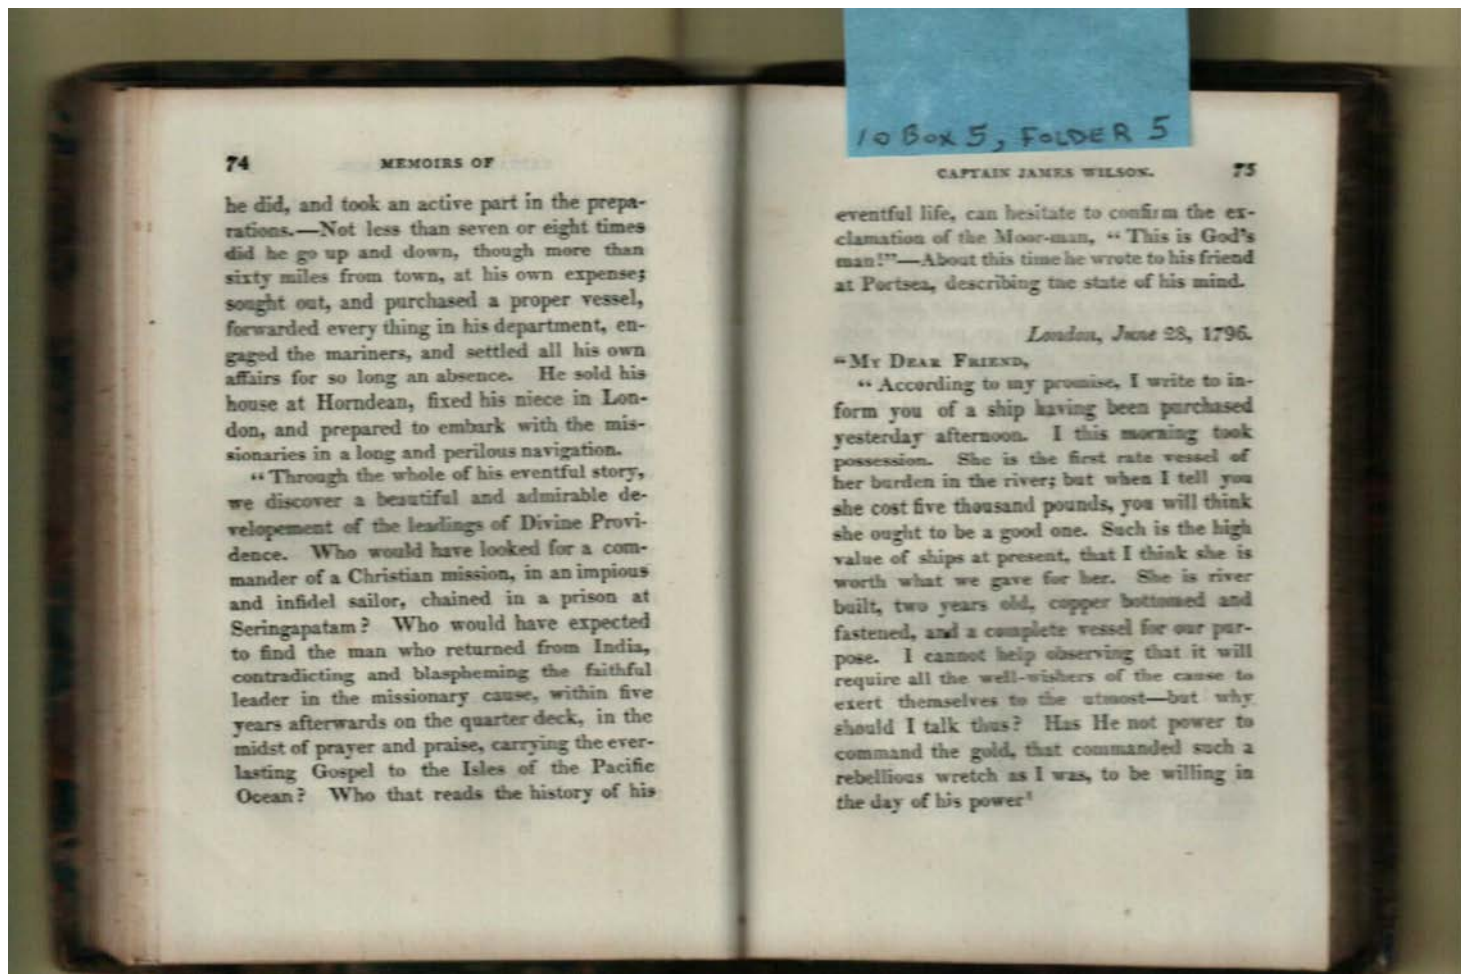 74 MEMOIRS OF
he did, and took an active part in the prepa-
rations.—Not less than seven or eight times
did he go up and down, though more than
sixty miles from town, at his own expense;
sought out, and purchased a proper vessel,
forwarded every thing in his department, en-
gaged the mariners, and settled all his own
affairs for so long an absence. He sold his
house at Horndean, fixed his niece in Lon-
don, and prepared to embark with the mis-
sionaries in a long and perilous navigation.
“Through the whole of his eventful story,
we discover a beautiful and admirable de-
velopement of the leadings of Divine Provi-
dence. Who would have looked for a com-
mander of a Christian mission, in an impious
and infidel sailor, chained in a prison at
Seringapatam? Who would have expected
to find the man who returned from India,
contradicting and blaspheming the faithful
leader in the missionary cause, within five
years afterwards on the quarter deck, in the
midst of prayer and praise, carrying the ever-
lasting Gospel to the Isles of the Pacific
Ocean? Who that reads the history of his
10 BOX 5, FOLDER 5
CAPTAIN JAMES WILSON. 75
eventful life, can hesitate to confirm the ex-
clamation of the Moor-man, “This is God's
man!”—About this time he wrote to his friend
at Portsea, describing the state of his mind.
London, June 28, 1796.
“MY DEAR FRIEND,
“According to my promise, I write to in-
form you of a ship having been purchased
yesterday afternoon. I this morning took
possession. She is the first rate vessel of
her burden in the river; but when I tell you
she cost five thousand pounds, you will think
she ought to be a good one. Such is the high
value of ships at present, that I think she is
worth what we gave for her. She is river
built, two years old, copper bottomed and
fastened, and a complete vessel for our pur-
pose. I cannot help observing that it will
require all the well-wishers of the cause to
exert themselves to the utmost—but why
should I talk thus? Has He not power to
command the gold, that commanded such a
rebellious wretch as I was, to be willing in
the day of his power!